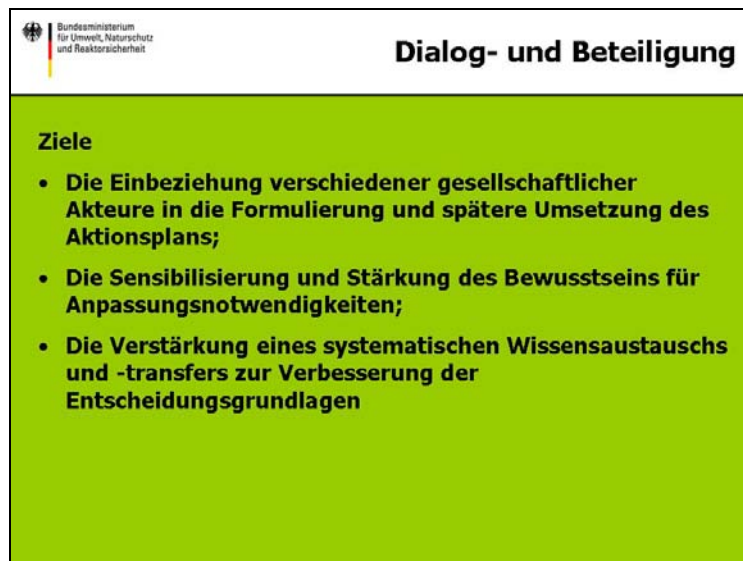 Bundesministerium
für Umwelt, Naturschutz
und Reaktorsicherheit
Dialog- und Beteiligung
Ziele
• Die Einbeziehung verschiedener gesellschaftlicher
Akteure in die Formulierung und spätere Umsetzung des
Aktionsplans;
• Die Sensibilisierung und Stärkung des Bewusstseins für
Anpassungsnotwendigkeiten;
• Die Verstärkung eines systematischen Wissensaustauschs
und -transfers zur Verbesserung der
Entscheidungsgrundlagen